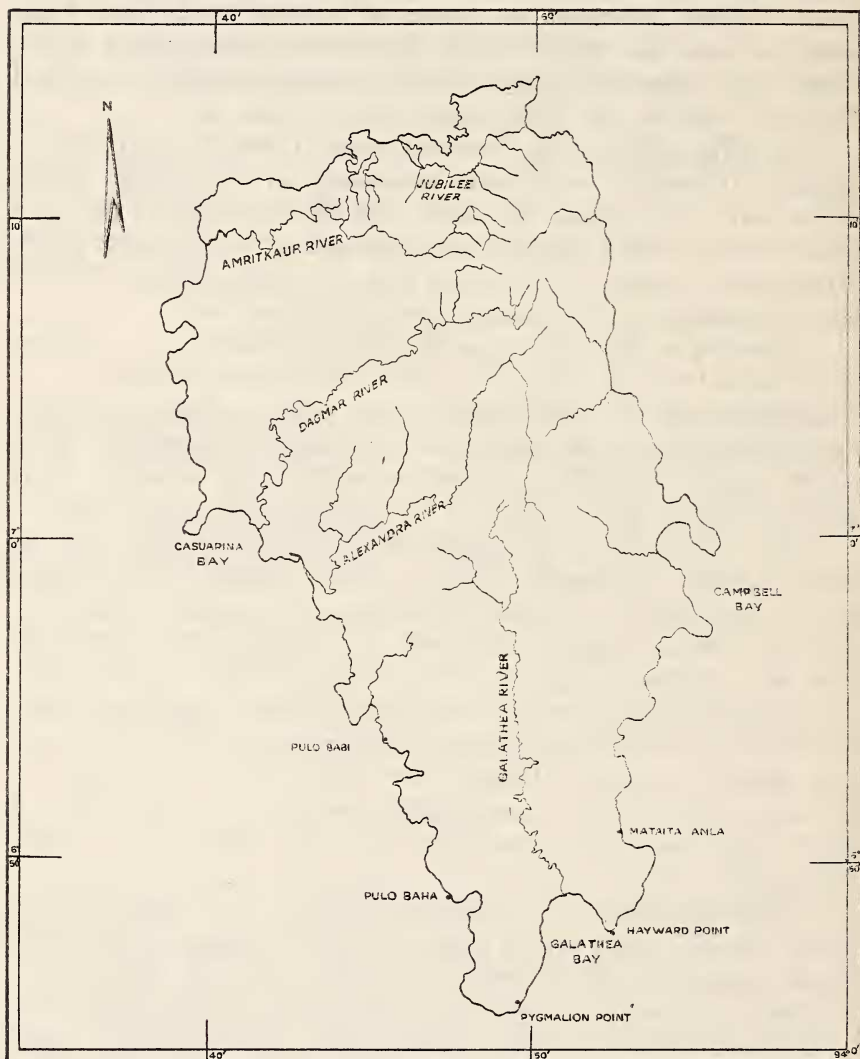 40'
50'
N
JUBILEE
RIVER
10'
10'
AMRITKAUR RIVER
DAGMAR RIVER
7°
0'
7°
0'
CASUARINA
BAY
ALEXANDRA RIVER
CAMPBELL
BAY
GALATHEA RIVER
PULO BABI
MATAITA ANLA
6°
50'
6°
50'
PULO BAHA
HAYWARD POINT
GALATHEA
BAY
PYGMALION POINT
40'
50'
94°0'